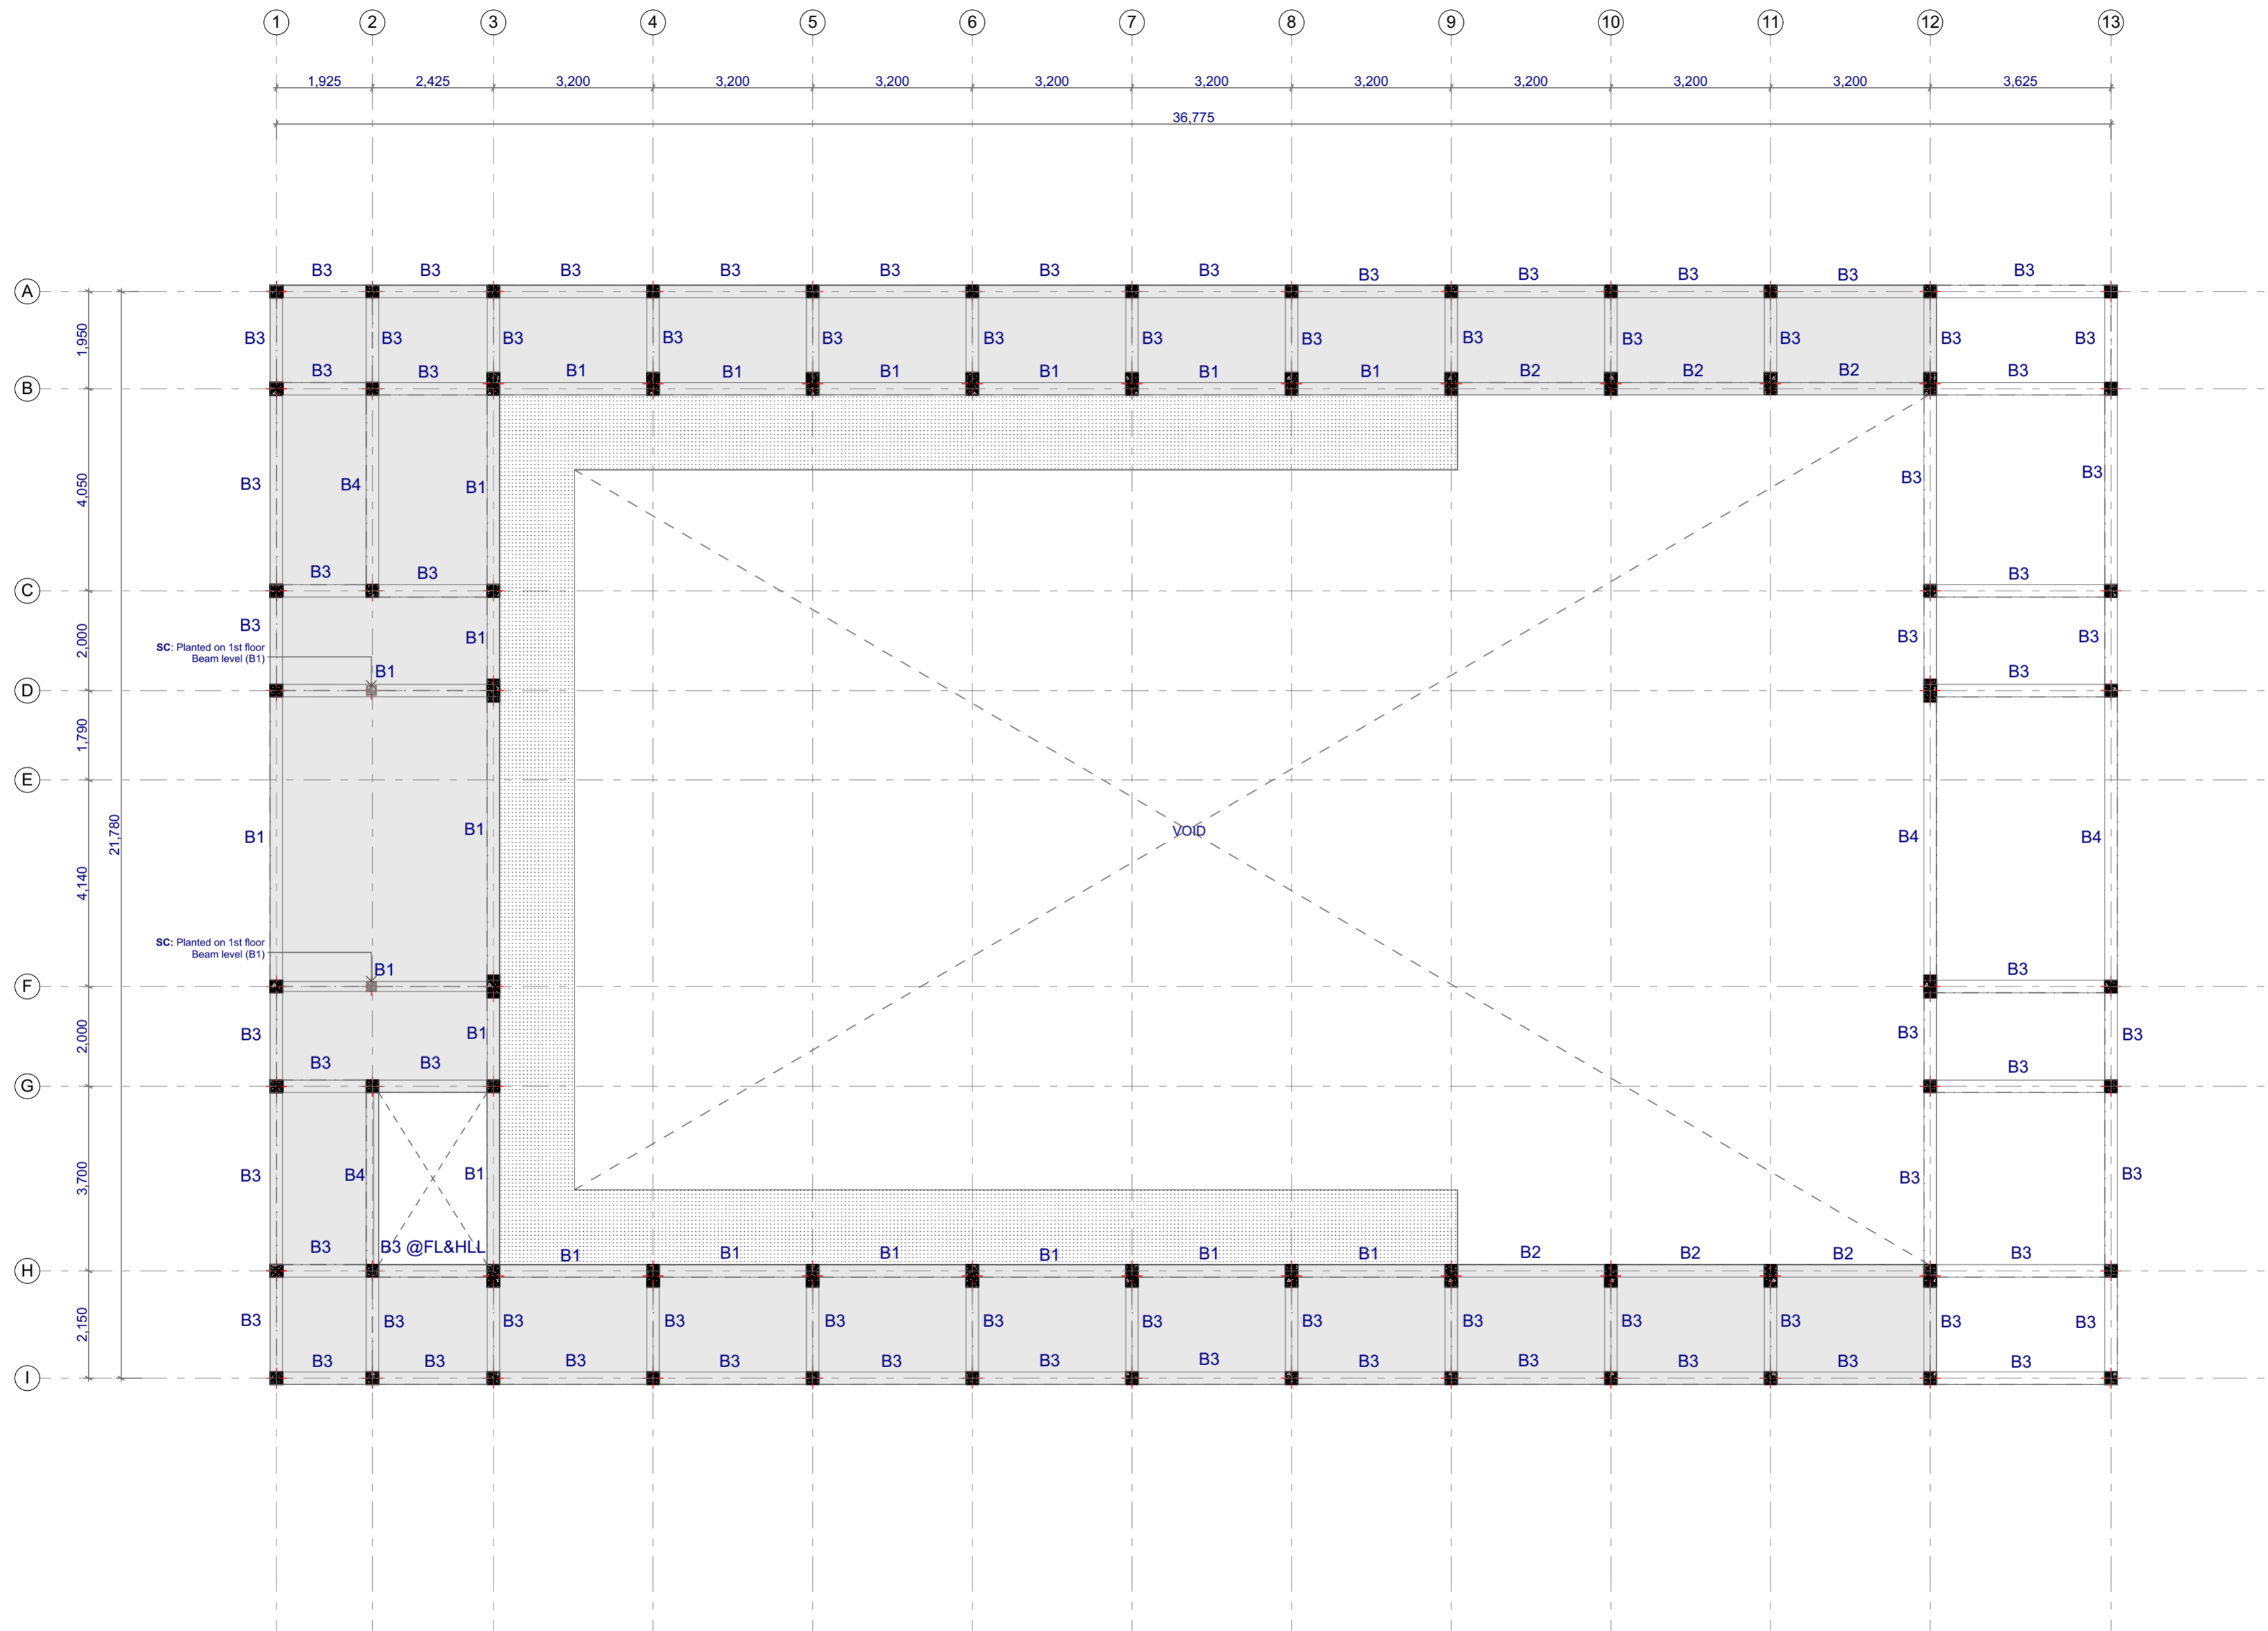 1 2 3 4 5 6 7 8 9 10 11 12 13
1,925 2,425 3,200 3,200 3,200 3,200 3,200 3,200 3,200 3,200 3,200 3,625
36,775
B3 B3 B3 B3 B3 B3 B3 B3 B3 B3 B3 B3
A
1,950
B3 B3 B3 B3 B3 B3 B3 B3 B3 B3 B3 B3 B3
B3 B3 B1 B1 B1 B1 B1 B1 B2 B2 B2 B3
B
4,050
B3 B4 B1 B3 B3
B3 B3 B3
C
2,000
B3 B1 B3 B3
SC: Planted on 1st floor
Beam level (B1)
B1 B3
D
1,790
E
21,780
B1 B1 VOID B4 B4
4,140
SC: Planted on 1st floor
Beam level (B1)
B1 B3
F
2,000
B3 B1 B3 B3
B3 B3 B3
G
3,700
B3 B4 B1 B3 B3
B3 B3 @FL&HLL B1 B1 B1 B1 B1 B1 B2 B2 B2 B3
H
2,150
B3 B3 B3 B3 B3 B3 B3 B3 B3 B3 B3 B3 B3
B3 B3 B3 B3 B3 B3 B3 B3 B3 B3 B3 B3
I